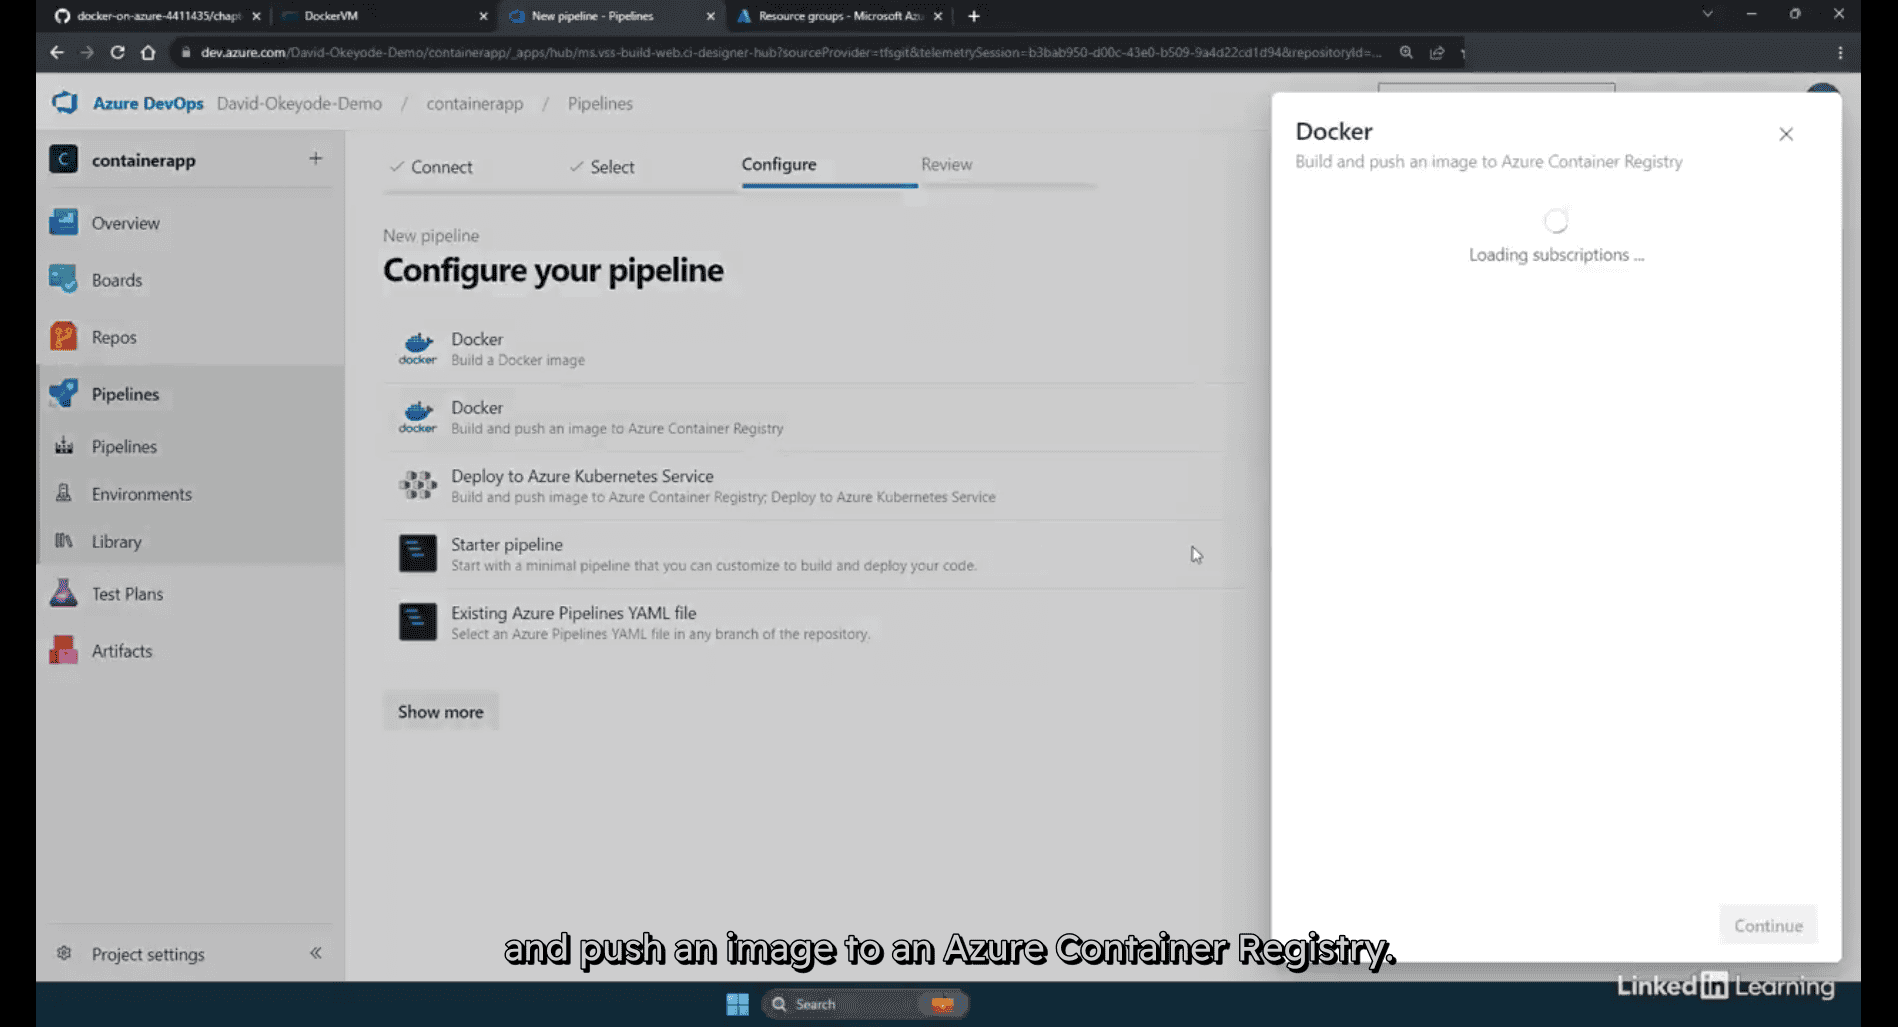 docker-on-azure-4411435/chapt
DockerVM
New pipeline - Pipelines
Resource groups - Microsoft Azu
dev.azure.com/David-Okeyode-Demo/containerapp/_apps/hub/ms.vss-build-web.ci-designer-hub?sourceProvider=tfsgit&telemetrySession=b3bab950-d00c-43e0-b509-9a4d22cd1d94&repositoryId=...
Azure DevOps David-Okeyode-Demo / containerapp / Pipelines
C containerapp
Overview
Boards
Repos
Pipelines
Pipelines
Environments
Library
Test Plans
Artifacts
Project settings
Connect
Select
Configure
Review
New pipeline
Configure your pipeline
docker
Docker
Build a Docker image
docker
Docker
Build and push an image to Azure Container Registry
Deploy to Azure Kubernetes Service
Build and push image to Azure Container Registry; Deploy to Azure Kubernetes Service
Starter pipeline
Start with a minimal pipeline that you can customize to build and deploy your code.
Existing Azure Pipelines YAML file
Select an Azure Pipelines YAML file in any branch of the repository.
Show more
Docker
Build and push an image to Azure Container Registry
Loading subscriptions ...
Continue
and push an image to an Azure Container Registry.
LinkedIn Learning
Search